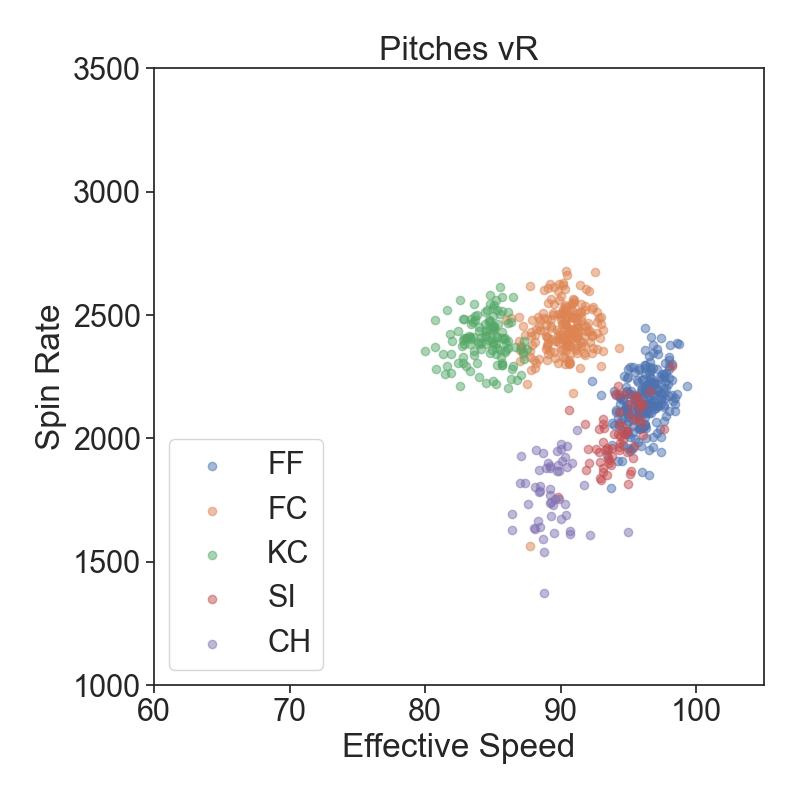 Pitches vR
3500
3000
2500
2000
1500
1000
Spin Rate
FF
FC
KC
SI
CH
60 70 80 90 100
Effective Speed